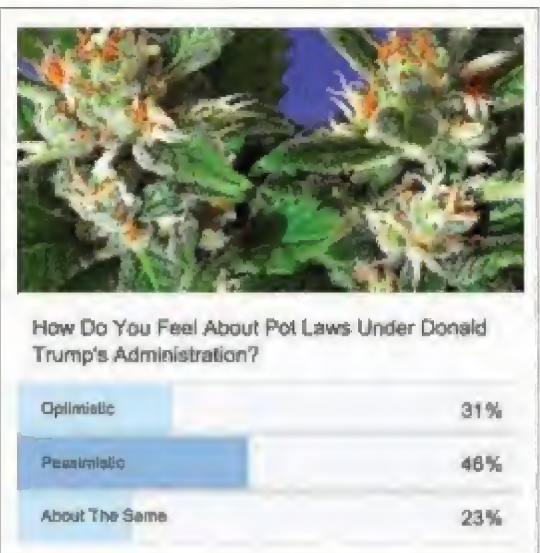 How Do You Feel About Pot Laws Under Donald
Trump's Administration?
Optimistic 31%
Pessimistic 46%
About The Same 23%